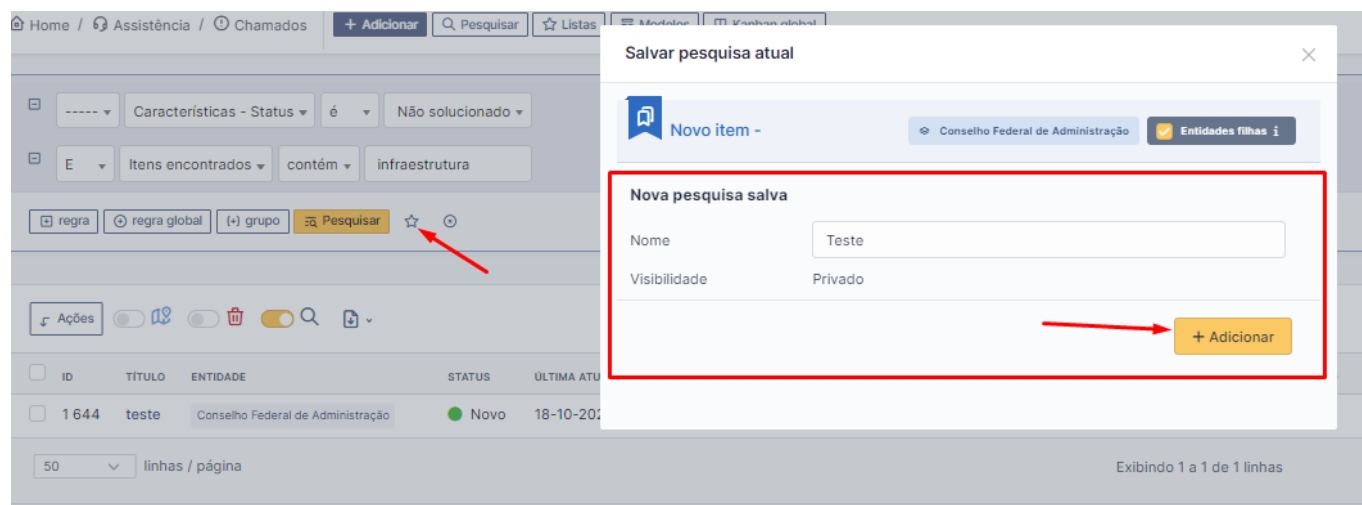 Home / Assistência / Chamados + Adicionar Pesquisar Listas Modelos Kanban global
Salvar pesquisa atual
----- Características - Status é Não solucionado
Novo item - Conselho Federal de Administração Entidades filhas i
E Itens encontrados contém infraestrutura
Nova pesquisa salva
regra regra global (+) grupo Pesquisar
Nome Teste
Visibilidade Privado
Ações
+ Adicionar
ID TÍTULO ENTIDADE STATUS ÚLTIMA ATU
1 644 teste Conselho Federal de Administração Novo 18-10-202
50 linhas / página Exibindo 1 a 1 de 1 linhas